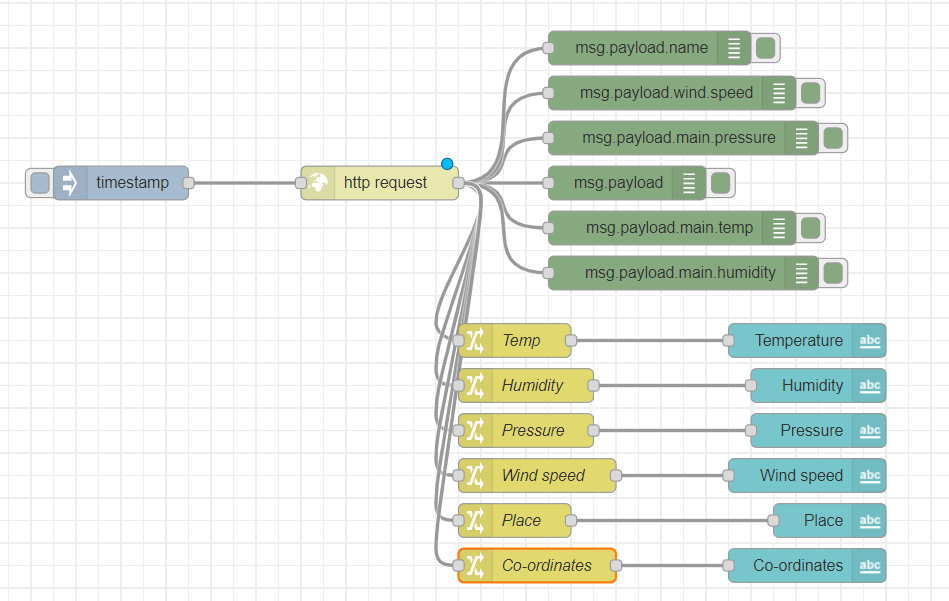 msg.payload.name
msg.payload.wind.speed
msg.payload.main.pressure
timestamp
http request
msg.payload
msg.payload.main.temp
msg.payload.main.humidity
Temp
Temperature abc
Humidity
Humidity abc
Pressure
Pressure abc
Wind speed
Wind speed abc
Place
Place abc
Co-ordinates
Co-ordinates abc